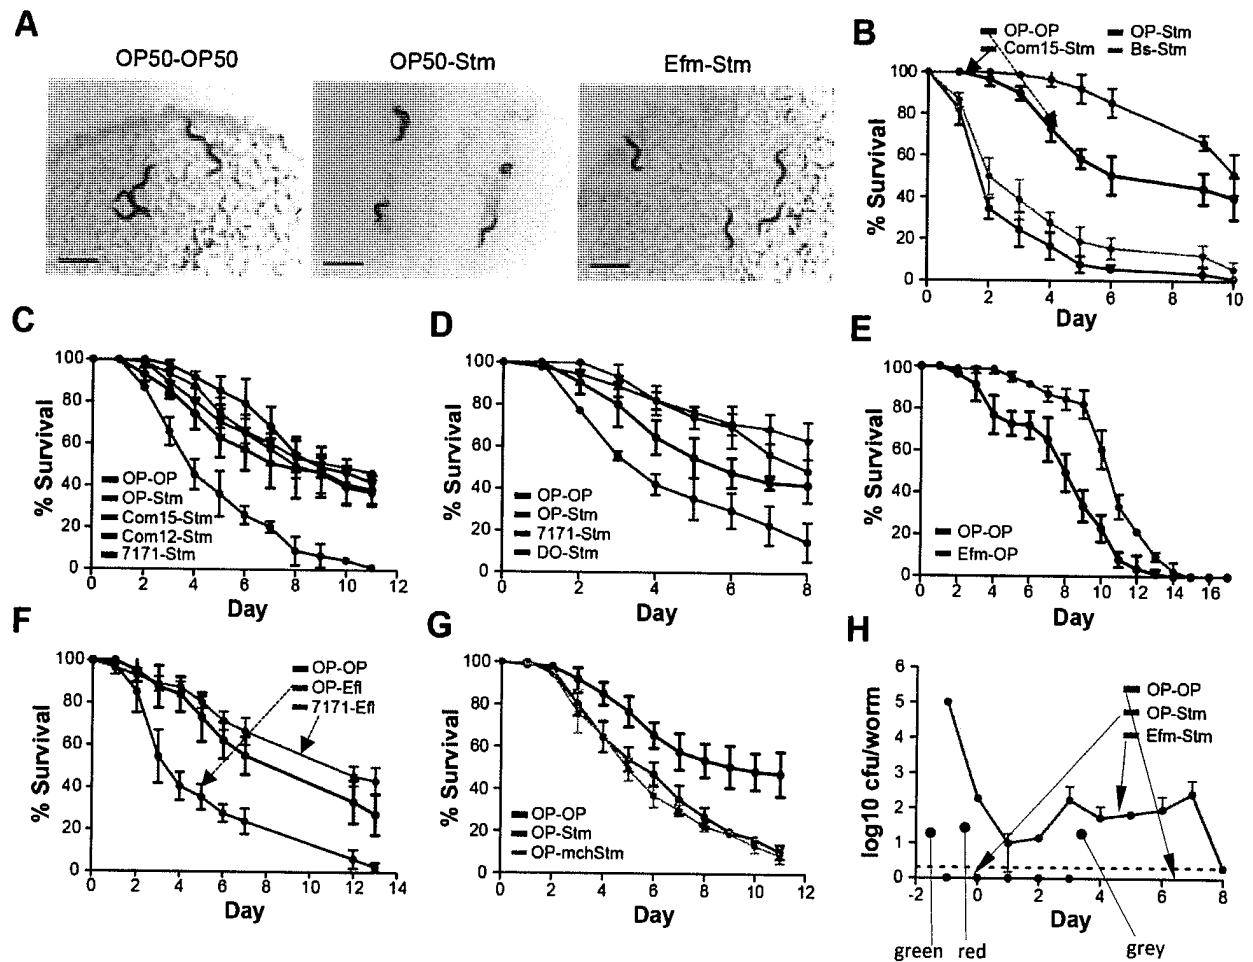 A
OP50-OP50
OP50-Stm
Efm-Stm
B
OP-OP
OP-Stm
Com15-Stm
Bs-Stm
% Survival
100
80
60
40
20
0
0 2 4 6 8 10
Day
C
% Survival
100
80
60
40
20
0
OP-OP
OP-Stm
Com15-Stm
Com12-Stm
7171-Stm
0 2 4 6 8 10 12
Day
D
% Survival
100
80
60
40
20
0
OP-OP
OP-Stm
7171-Stm
DO-Stm
0 2 4 6 8
Day
E
% Survival
100
80
60
40
20
0
OP-OP
Efm-OP
0 2 4 6 8 10 12 14 16
Day
F
% Survival
100
80
60
40
20
0
OP-OP
OP-Efl
7171-Efl
0 2 4 6 8 10 12 14
Day
G
% Survival
100
80
60
40
20
0
OP-OP
OP-Stm
OP-mchStm
0 2 4 6 8 10 12
Day
H
log10 cfu/worm
6
5
4
3
2
1
0
OP-OP
OP-Stm
Efm-Stm
-2 0 2 4 6 8
Day
green
red
grey